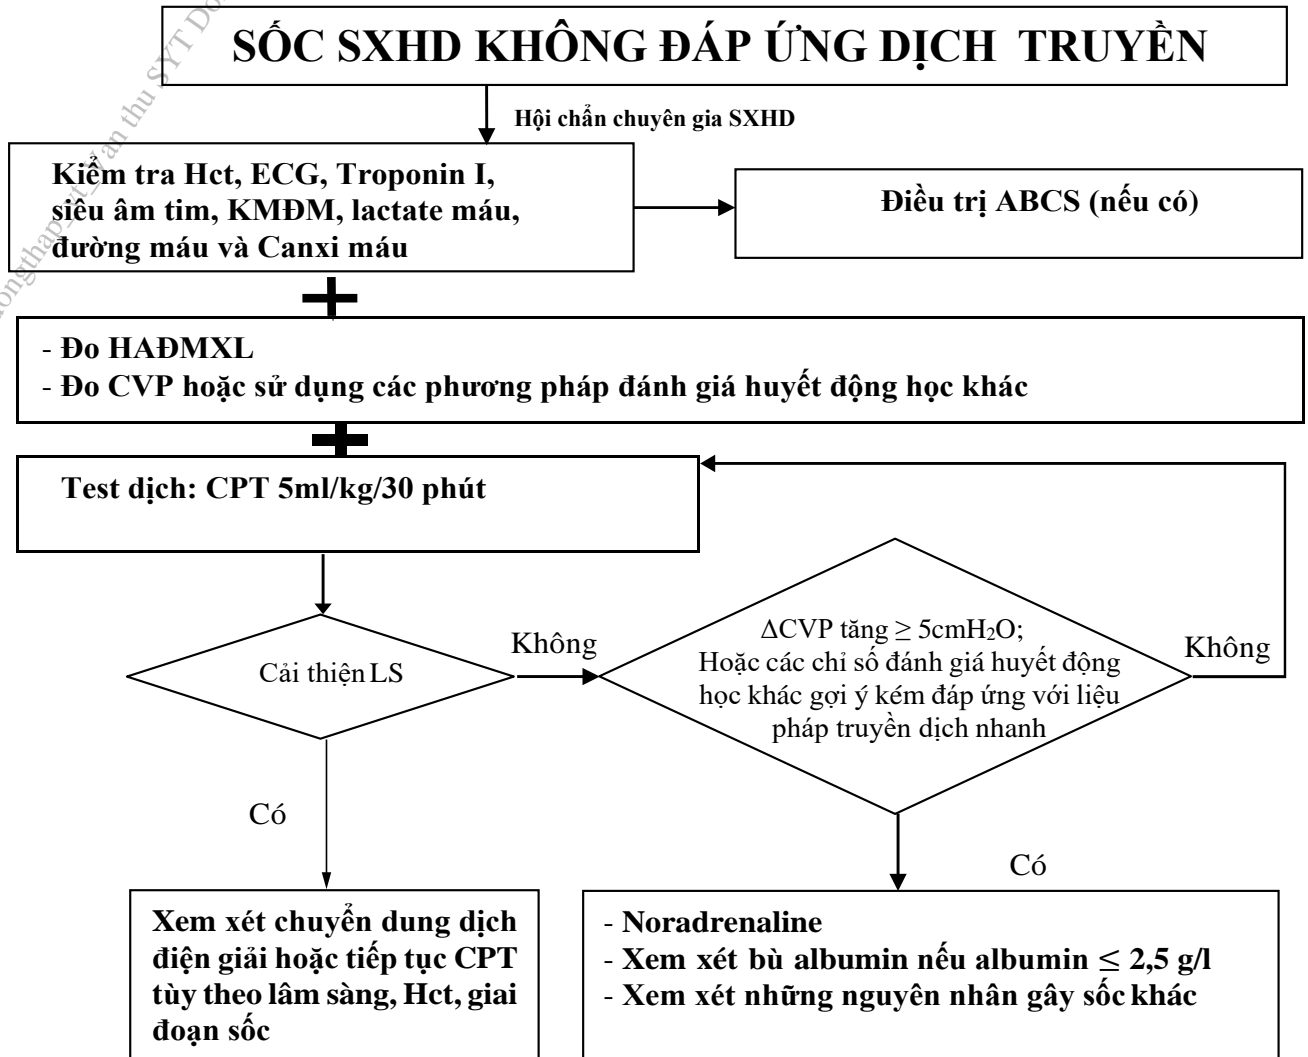 SỐC SXHD KHÔNG ĐÁP ỨNG DỊCH TRUYỀN
Hội chẩn chuyên gia SXHD
Kiểm tra Hct, ECG, Troponin I,
siêu âm tim, KMĐM, lactate máu,
đường máu và Canxi máu
Điều trị ABCS (nếu có)
- Đo HAĐMXL
- Đo CVP hoặc sử dụng các phương pháp đánh giá huyết động học khác
Test dịch: CPT 5ml/kg/30 phút
Cải thiện LS
Không
ΔCVP tăng ≥ 5cmH₂O;
Hoặc các chỉ số đánh giá huyết động
học khác gợi ý kém đáp ứng với liệu
pháp truyền dịch nhanh
Không
Có
Có
Xem xét chuyển dung dịch
điện giải hoặc tiếp tục CPT
tùy theo lâm sàng, Hct, giai
đoạn sốc
- Noradrenaline
- Xem xét bù albumin nếu albumin ≤ 2,5 g/l
- Xem xét những nguyên nhân gây sốc khác